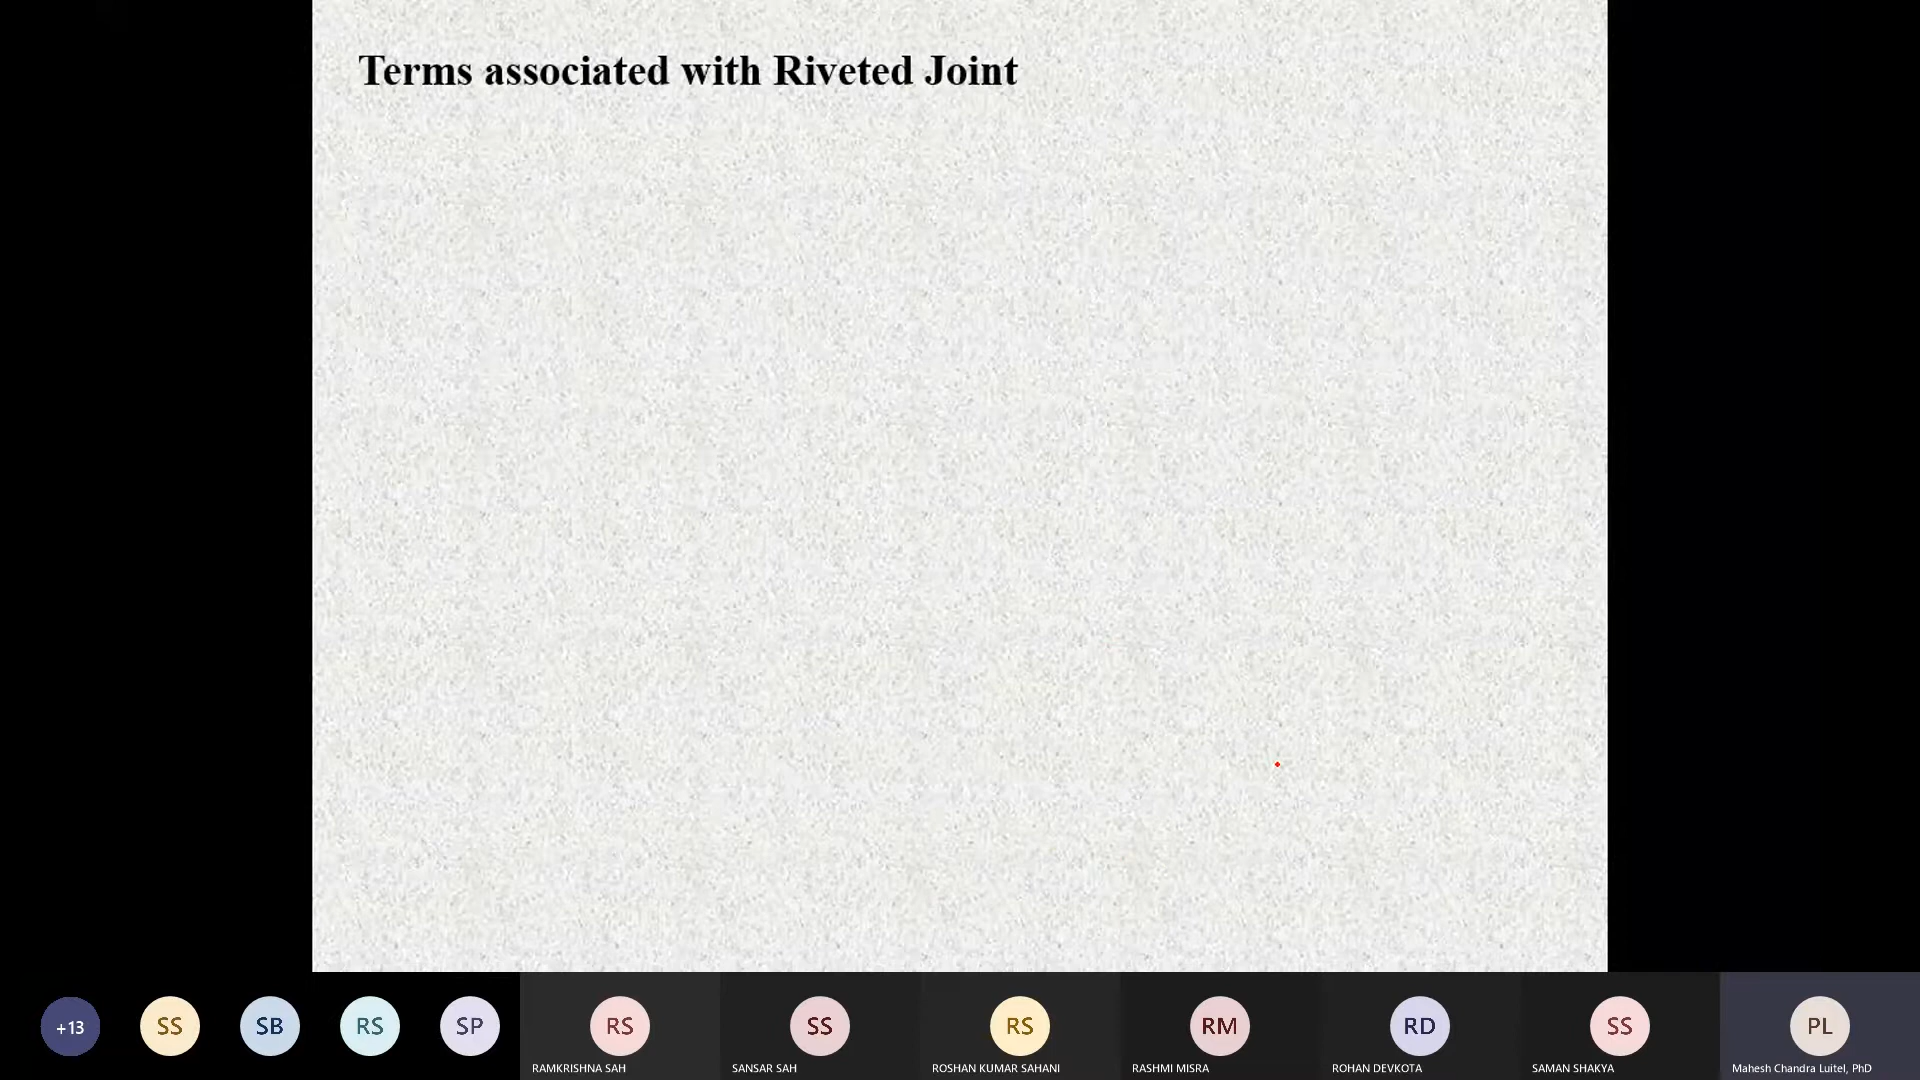 Terms associated with Riveted Joint
+13
SS
SB
RS
SP
RS
SS
RS
RM
RD
SS
PL
RAMKRISHNA SAH
SANSAR SAH
ROSHAN KUMAR SAHANI
RASHMI MISRA
ROHAN DEVKOTA
SAMAN SHAKYA
Mahesh Chandra Luitel, PhD